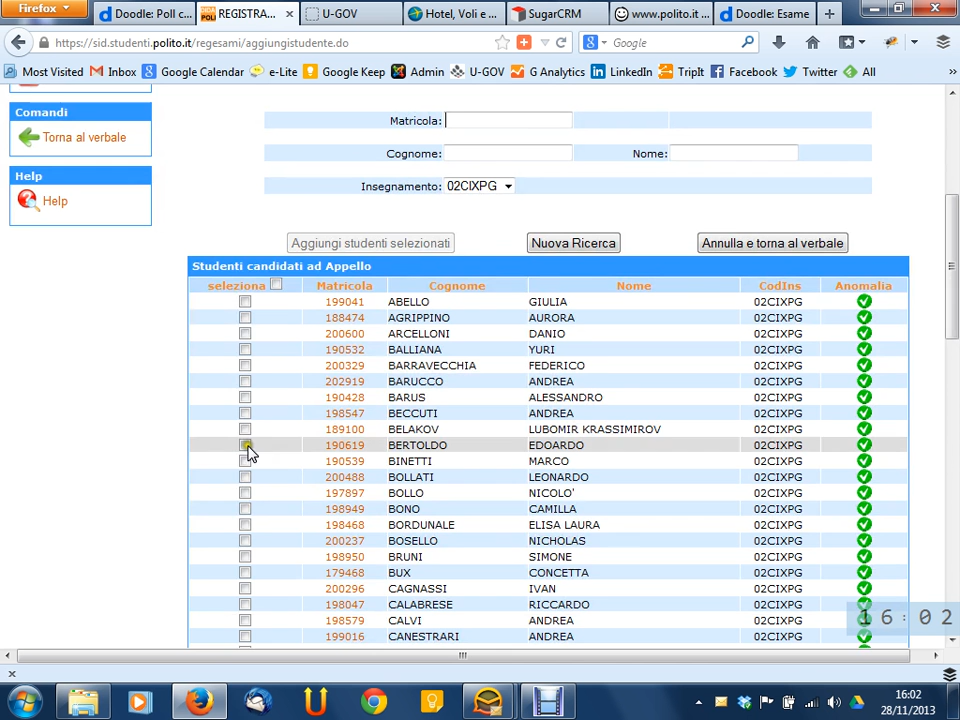 Firefox
Doodle: Poll c...
REGISTRA...
U-GOV
Hotel, Voli e ...
SugarCRM
www.polito.it ...
Doodle: Esame
https://sid.studenti.polito.it/regesami/aggiungistudente.do
Google
Most Visited
Inbox
Google Calendar
e-Lite
Google Keep
Admin
U-GOV
G Analytics
LinkedIn
TripIt
Facebook
Twitter
All
»
Comandi
Torna al verbale
Help
Help
Matricola:
Cognome:
Nome:
Insegnamento: 02CIXPG
Aggiungi studenti selezionati
Nuova Ricerca
Annulla e torna al verbale
Studenti candidati ad Appello
seleziona Matricola Cognome Nome CodIns Anomalia
199041 ABELLO GIULIA 02CIXPG
188474 AGRIPPINO AURORA 02CIXPG
200600 ARCELLONI DANIO 02CIXPG
190532 BALLIANA YURI 02CIXPG
200329 BARRAVECCHIA FEDERICO 02CIXPG
202919 BARUCCO ANDREA 02CIXPG
190428 BARUS ALESSANDRO 02CIXPG
198547 BECCUTI ANDREA 02CIXPG
189100 BELAKOV LUBOMIR KRASSIMIROV 02CIXPG
190619 BERTOLDO EDOARDO 02CIXPG
190539 BINETTI MARCO 02CIXPG
200488 BOLLATI LEONARDO 02CIXPG
197897 BOLLO NICOLO' 02CIXPG
198949 BONO CAMILLA 02CIXPG
198468 BORDUNALE ELISA LAURA 02CIXPG
200237 BOSELLO NICHOLAS 02CIXPG
198950 BRUNI SIMONE 02CIXPG
179468 BUX CONCETTA 02CIXPG
200296 CAGNASSI IVAN 02CIXPG
198047 CALABRESE RICCARDO 02CIXPG
198579 CALVI ANDREA 02CIXPG
199016 CANESTRARI ANDREA 02CIXPG
16:02
16:02
28/11/2013